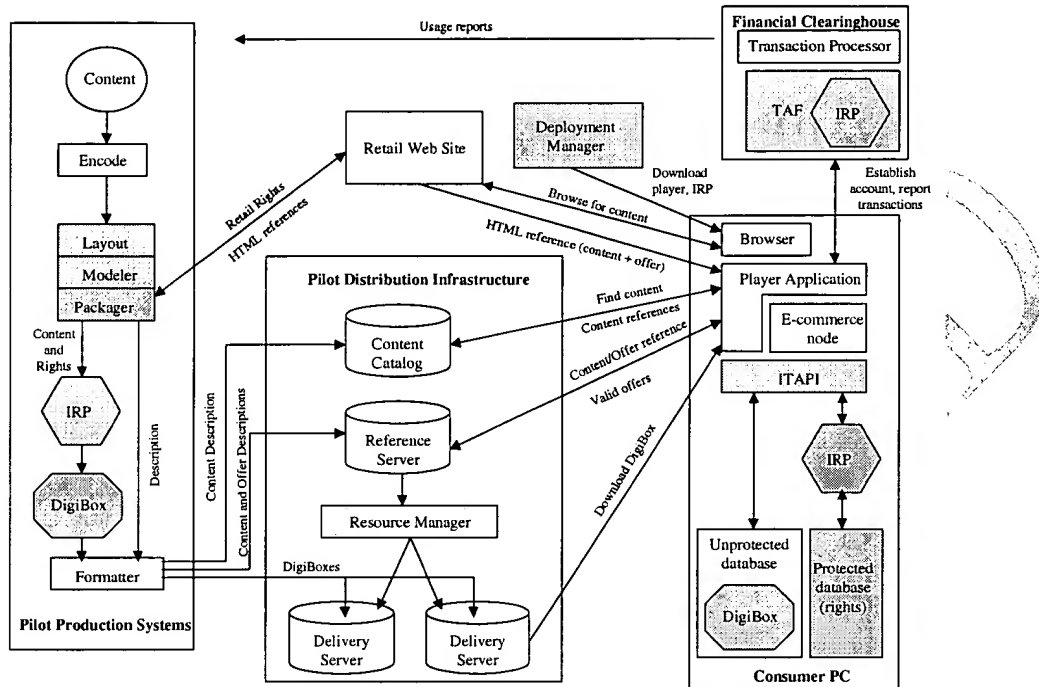 Usage reports
Financial Clearinghouse
Transaction Processor
TAF
IRP
Content
Encode
Layout
Modeler
Packager
Content
and
Rights
IRP
DigiBox
Description
Formatter
Pilot Production Systems
Retail Rights
HTML references
Retail Web Site
Deployment
Manager
Download
player, IRP
Browse for content
HTML reference (content + offer)
Establish
account, report
transactions
Pilot Distribution Infrastructure
Content
Catalog
Find content
Content references
Content/Offer reference
Valid offers
Reference
Server
Content Description
Content and Offer Descriptions
Download DigiBox
Resource Manager
DigiBoxes
Delivery
Server
Delivery
Server
Browser
Player Application
E-commerce
node
ITAPI
IRP
Unprotected
database
DigiBox
Protected
database
(rights)
Consumer PC